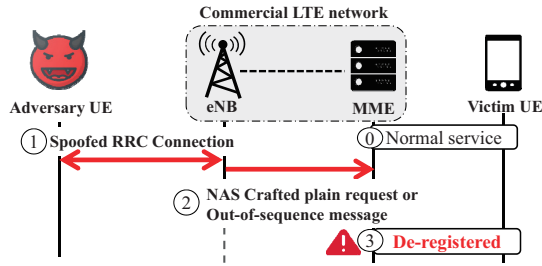 Commercial LTE network
Adversary UE
eNB
MME
Victim UE
0 Normal service
1 Spoofed RRC Connection
2 NAS Crafted plain request or
Out-of-sequence message
3 De-registered